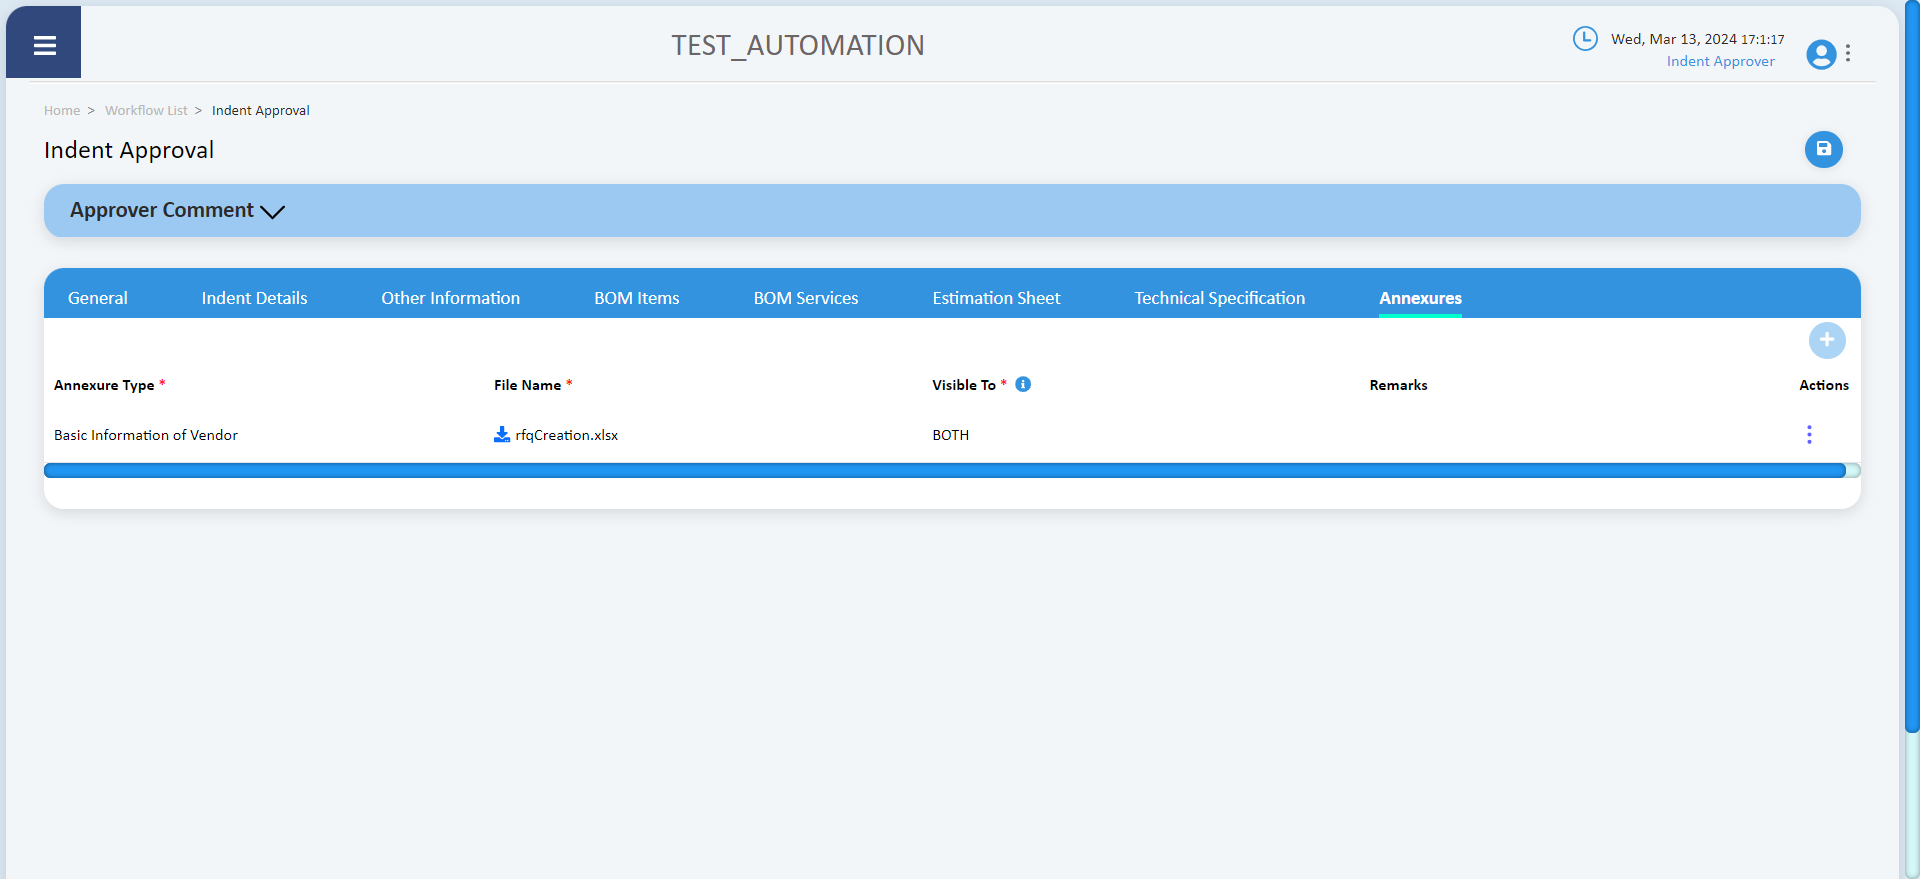 TEST_AUTOMATION
Wed, Mar 13, 2024 17:1:17
Indent Approver
Home > Workflow List > Indent Approval
Indent Approval
Approver Comment
General Indent Details Other Information BOM Items BOM Services Estimation Sheet Technical Specification Annexures
Annexure Type * File Name * Visible To * Remarks Actions
Basic Information of Vendor rfqCreation.xlsx BOTH